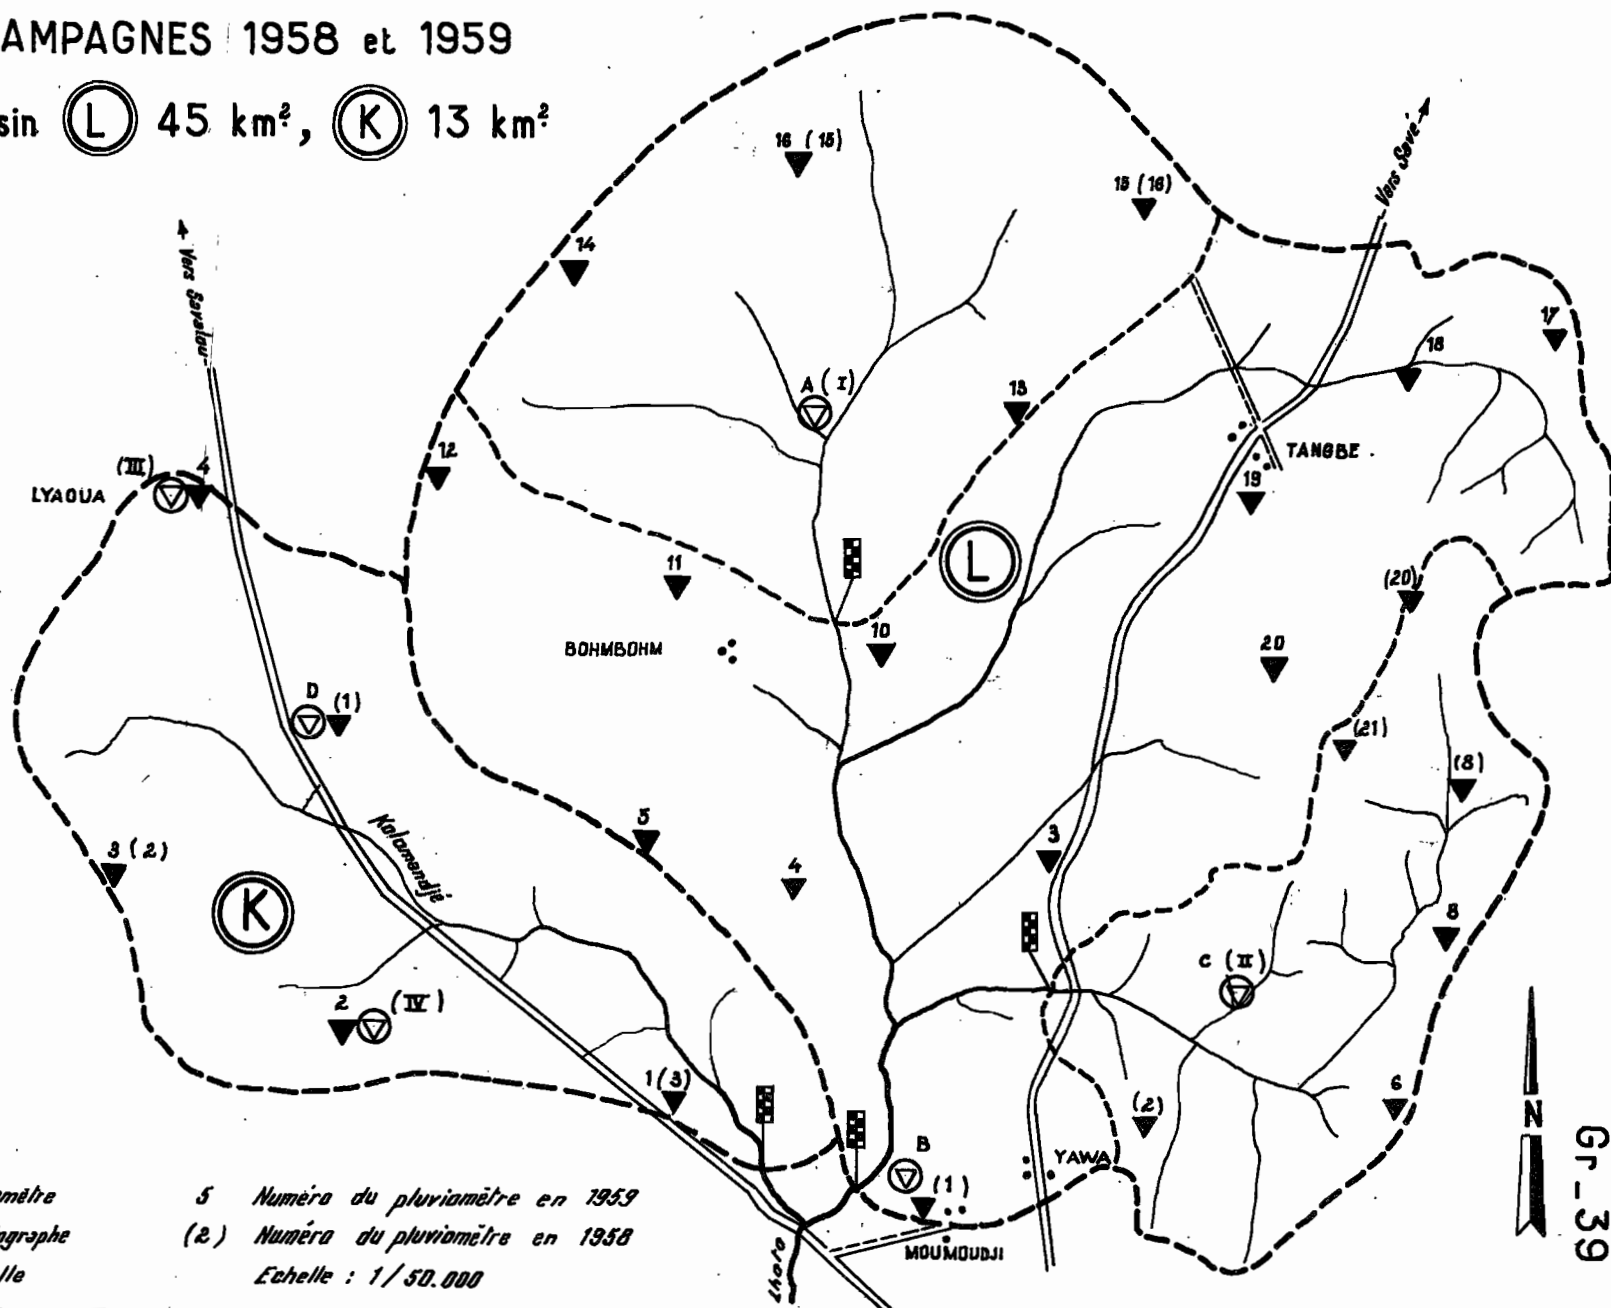 AMPAGNES 1958 et 1959
sin L 45 km², K 13 km²
Vers Savé
16 (15)
15 (16)
14
Vers Savalou
17
18
A (I)
13
12
TANGBE
(III) 4
LYAOUA
19
L
11
(20)
10
BOHMBOHM
20
D (1)
(21)
(8)
5
3
Kolamandjé
3 (2)
4
K
8
C (II)
2 (IV)
1 (3)
6
(2)
N
B
YAWA
(1)
MOUMOUDJI
Lhoto
Gr_39
mètre 5 Numéro du pluviomètre en 1959
graphe (2) Numéro du pluviomètre en 1958
lle Echelle : 1/50.000